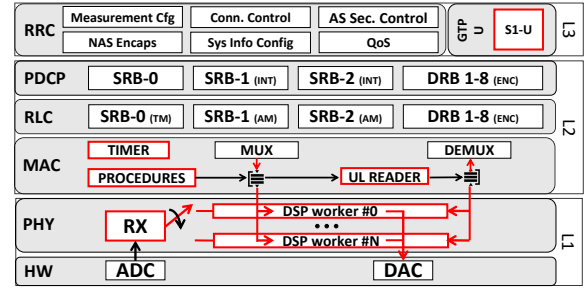 RRC Measurement Cfg Conn. Control AS Sec. Control GTP U S1-U L3
NAS Encaps Sys Info Config QoS
PDCP SRB-0 SRB-1 (INT) SRB-2 (INT) DRB 1-8 (ENC) L2
RLC SRB-0 (TM) SRB-1 (AM) SRB-2 (AM) DRB 1-8 (ENC)
MAC TIMER MUX DEMUX
PROCEDURES UL READER
PHY RX DSP worker #0 L1
•••
DSP worker #N
HW ADC DAC